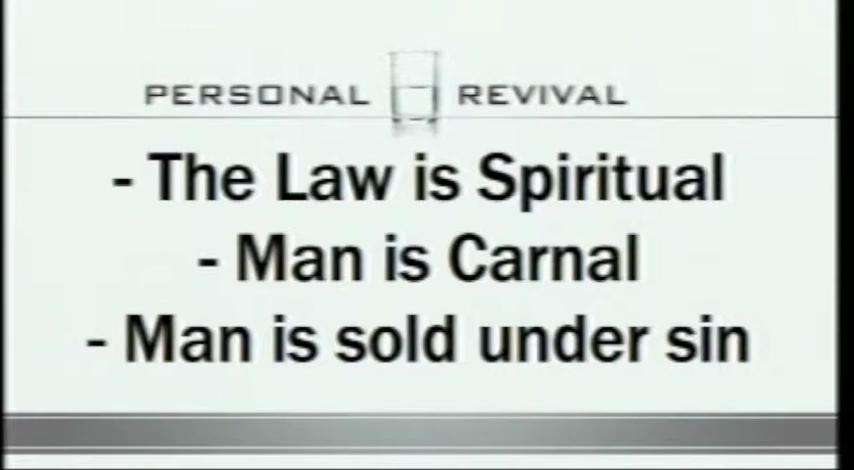 PERSONAL REVIVAL
- The Law is Spiritual
- Man is Carnal
- Man is sold under sin